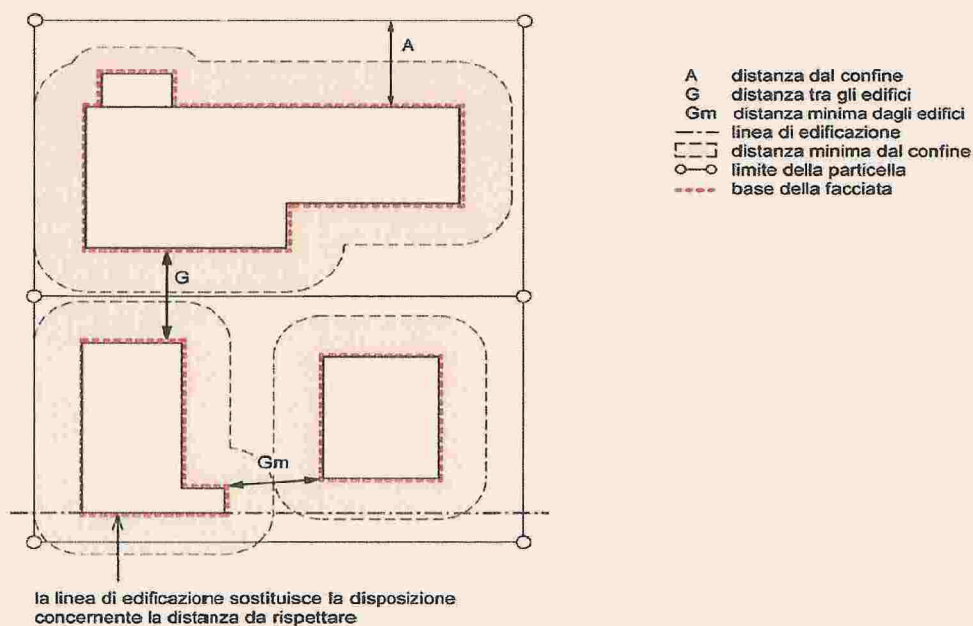 A
A distanza dal confine
G distanza tra gli edifici
Gm distanza minima dagli edifici
linea di edificazione
distanza minima dal confine
limite della particella
base della facciata
G
Gm
la linea di edificazione sostituisce la disposizione
concernente la distanza da rispettare